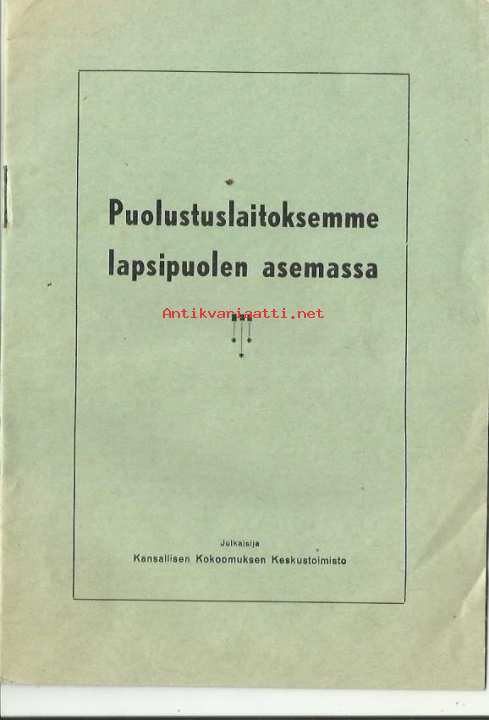 Puolustuslaitoksemme
lapsipuolen asemassa
Antikvariaatti.net
Julkaisija
Kansallisen Kokoomuksen Keskustoimisto